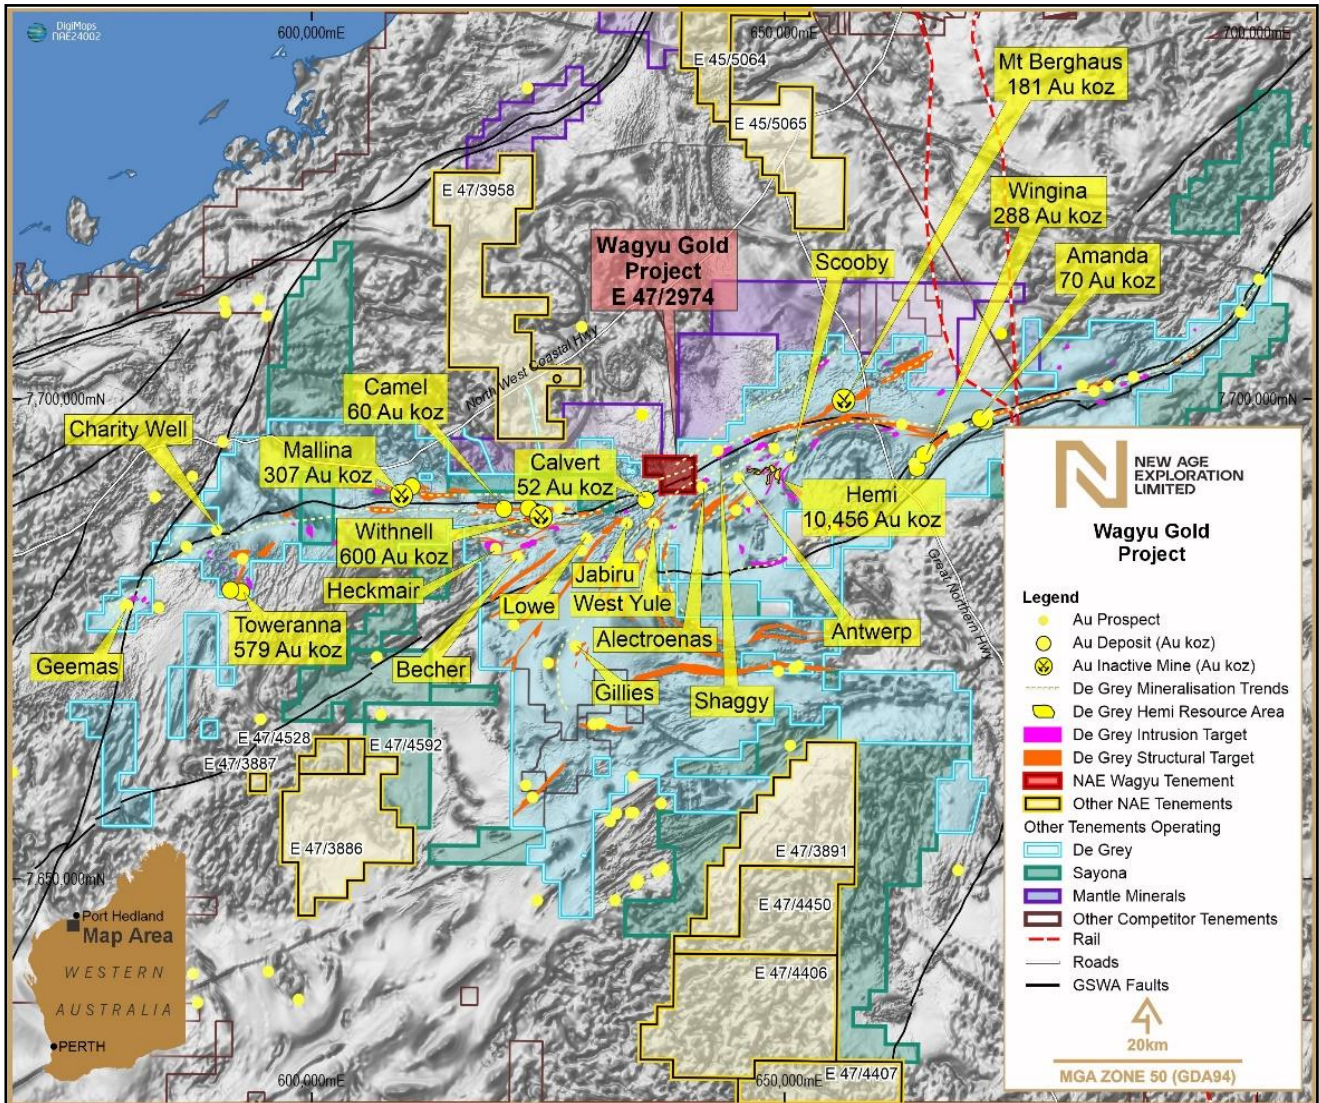 DigiMaps
NAE24002
600,000mE
650,000mE
700,000mE
E 45/5064
Mt Berghaus
181 Au koz
E 45/5065
E 47/3958
Wingina
288 Au koz
Wagyu Gold
Project
E 47/2974
Scooby
Amanda
70 Au koz
North West Coastal Hwy
Camel
60 Au koz
7,700,000mN
7,700,000mN
Charity Well
Mallina
307 Au koz
Calvert
52 Au koz
Hemi
10,456 Au koz
Withnell
600 Au koz
Great Northern Hwy
Heckmair
Jabiru
Lowe
West Yule
Toweranna
579 Au koz
Alectroenas
Antwerp
Geemas
Becher
Gillies
Shaggy
E 47/4528
E 47/4592
E 47/3887
E 47/3886
E 47/3891
7,650,000mN
E 47/4450
E 47/4406
E 47/4407
600,000mE
650,000mE
Port Hedland
Map Area
WESTERN
AUSTRALIA
PERTH
NEW AGE
EXPLORATION
LIMITED
Wagyu Gold
Project
Legend
Au Prospect
Au Deposit (Au koz)
Au Inactive Mine (Au koz)
De Grey Mineralisation Trends
De Grey Hemi Resource Area
De Grey Intrusion Target
De Grey Structural Target
NAE Wagyu Tenement
Other NAE Tenements
Other Tenements Operating
De Grey
Sayona
Mantle Minerals
Other Competitor Tenements
Rail
Roads
GSWA Faults
20km
MGA ZONE 50 (GDA94)